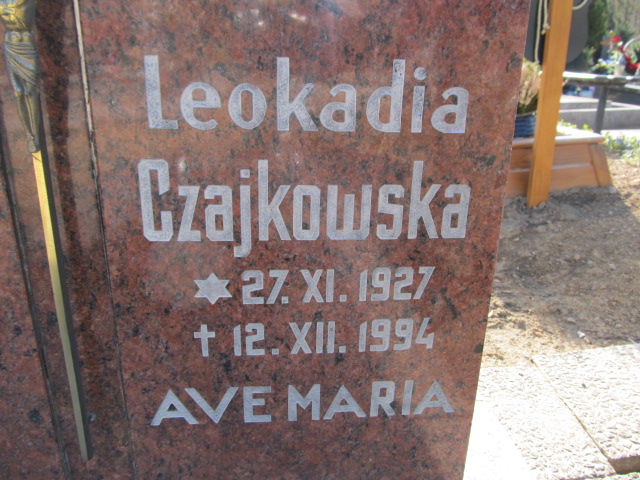 Leokadia
Czajkowska
✶ 27. XI. 1927
✝ 12. XII. 1994
AVE MARIA